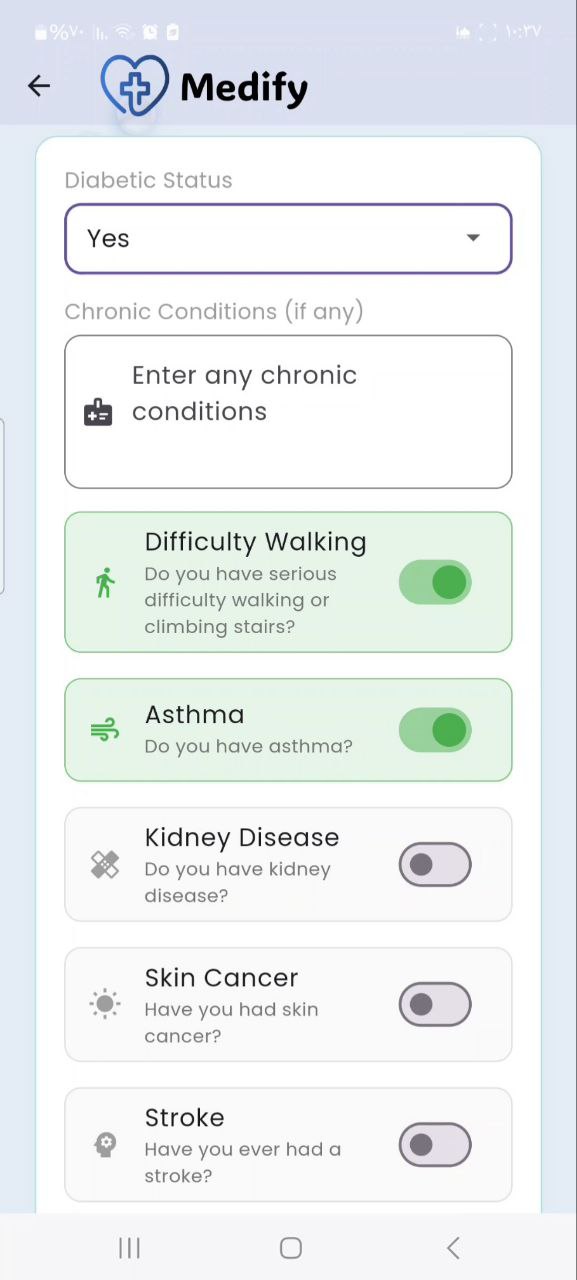 %٧٠ ١٠:٣٧
Medify
Diabetic Status
Yes
Chronic Conditions (if any)
Enter any chronic
conditions
Difficulty Walking
Do you have serious
difficulty walking or
climbing stairs?
Asthma
Do you have asthma?
Kidney Disease
Do you have kidney
disease?
Skin Cancer
Have you had skin
cancer?
Stroke
Have you ever had a
stroke?